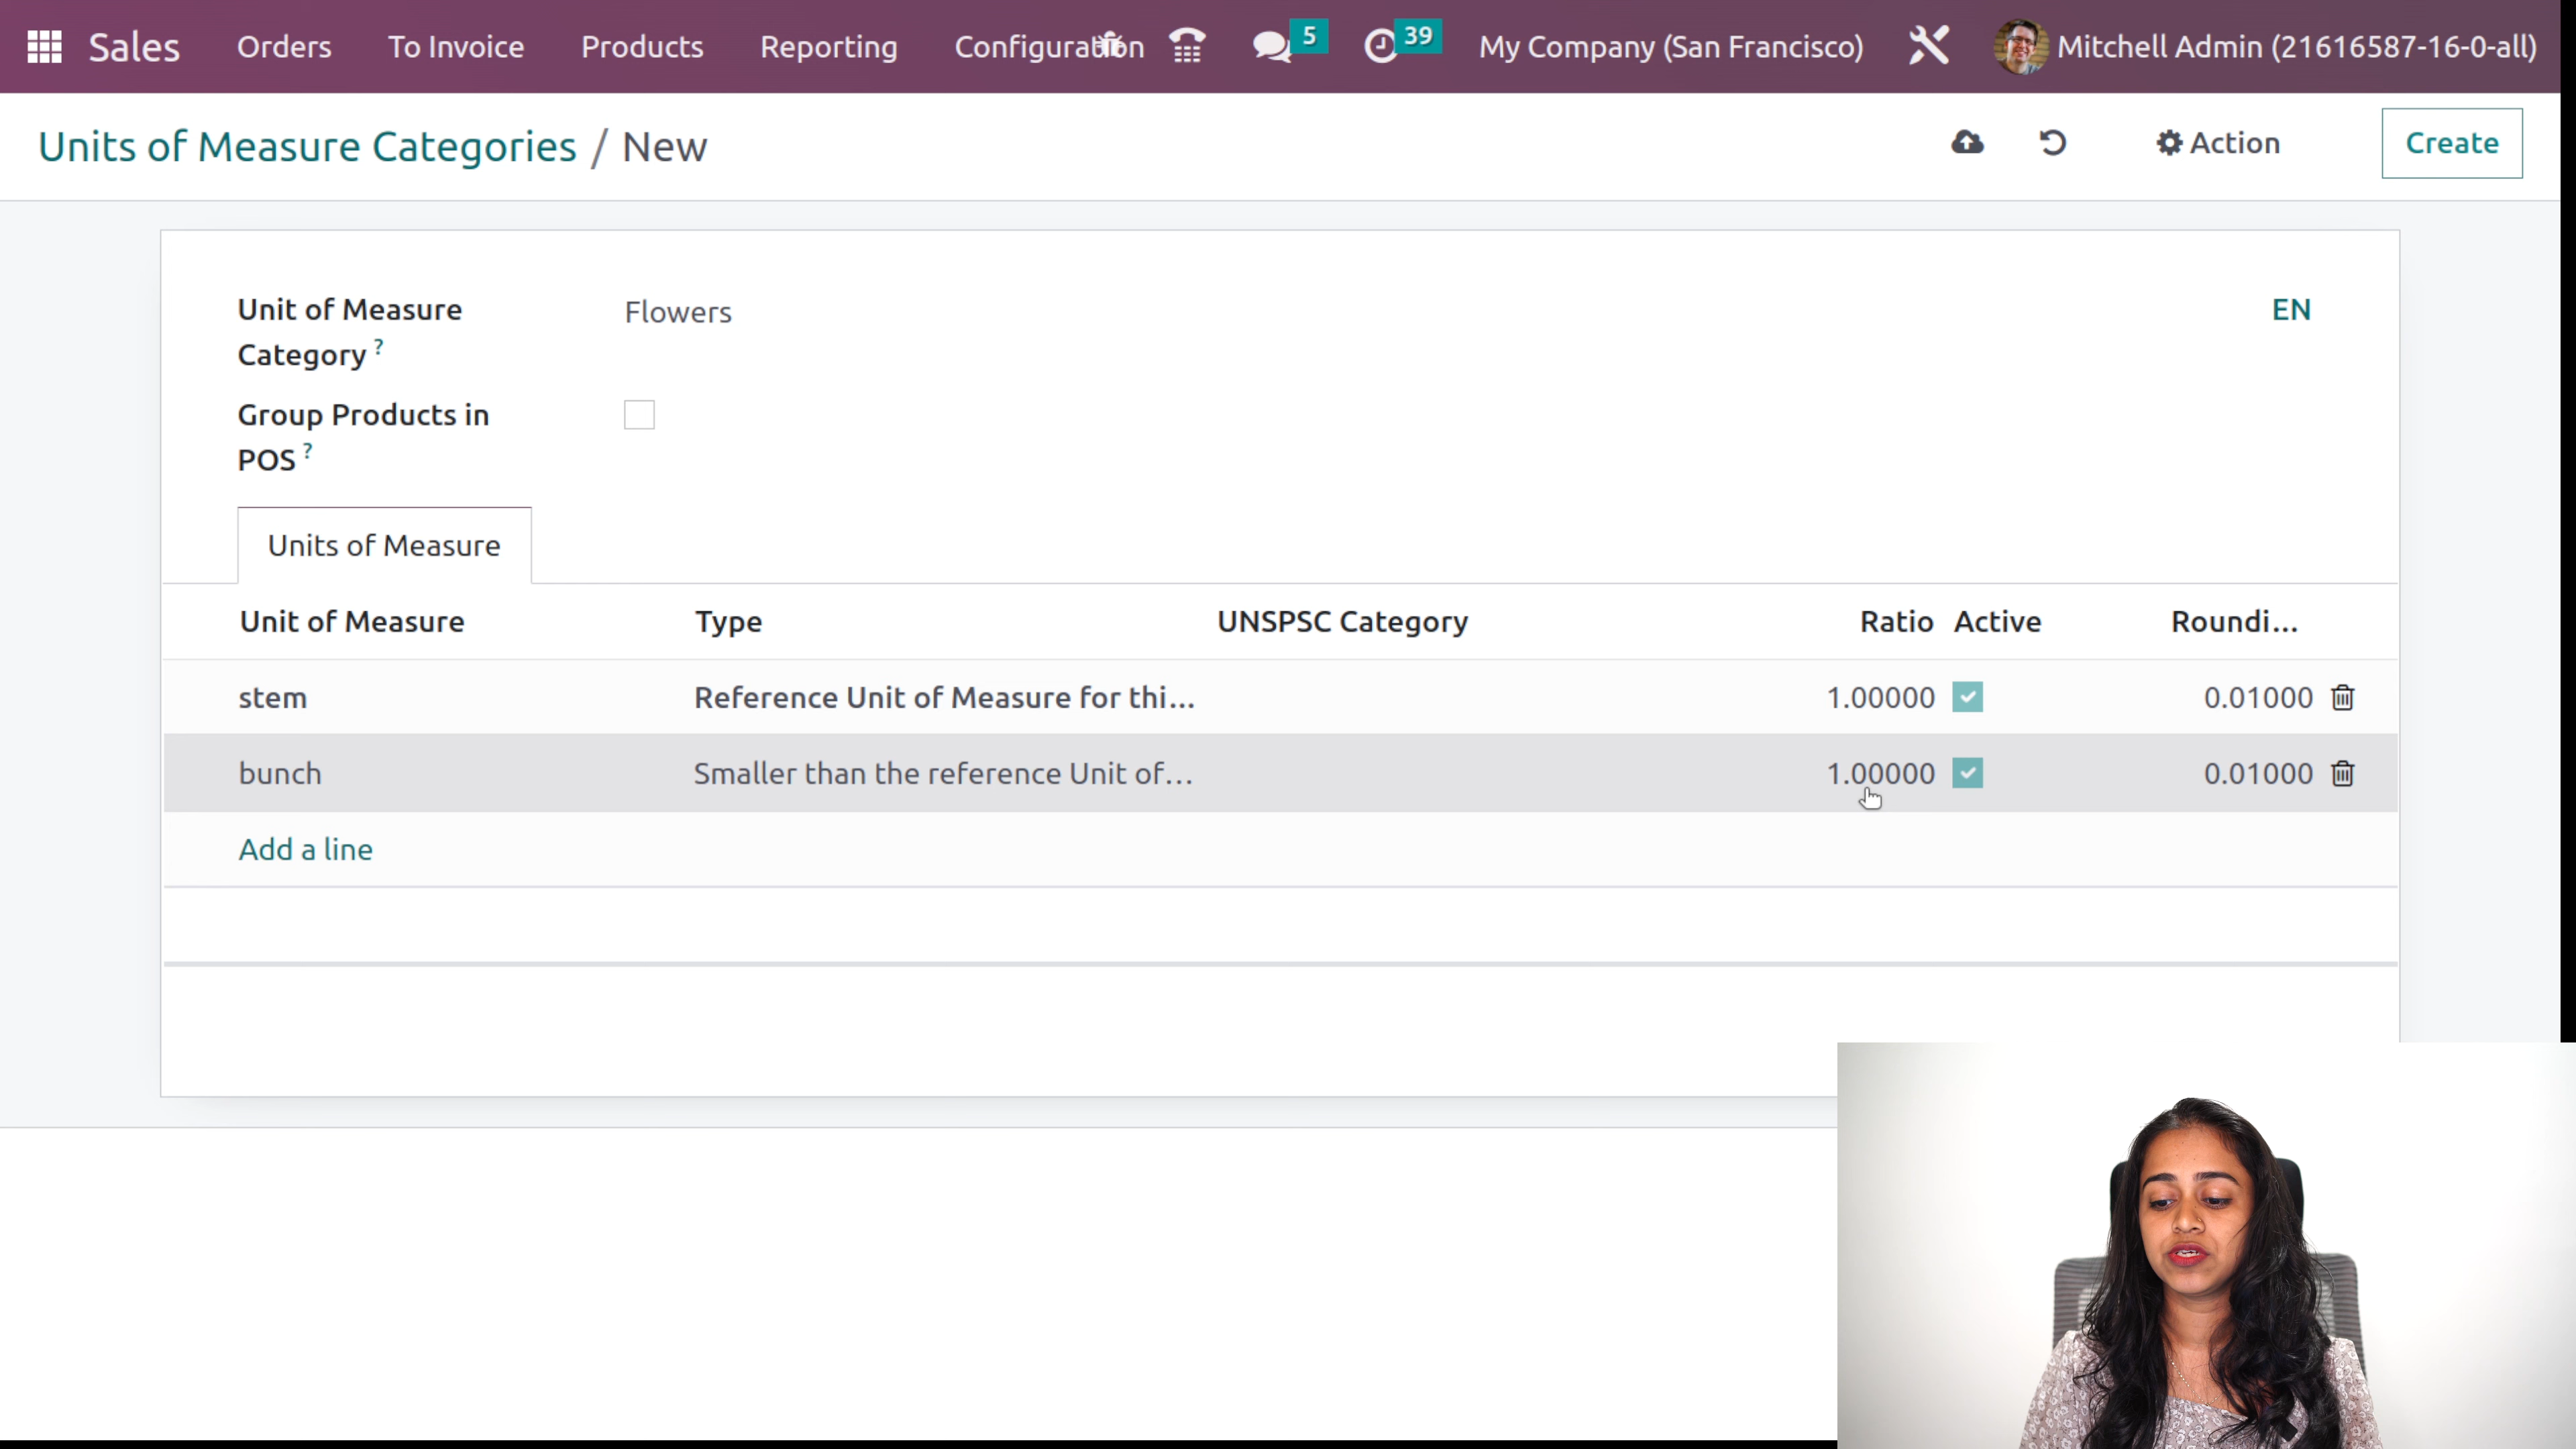 Sales Orders To Invoice Products Reporting Configuration 5 39 My Company (San Francisco) Mitchell Admin (21616587-16-0-all)
Units of Measure Categories / New Action Create
Unit of Measure Category ? Flowers EN
Group Products in POS ?
Units of Measure
Unit of Measure Type UNSPSC Category Ratio Active Roundi...
stem Reference Unit of Measure for thi... 1.00000 0.01000
bunch Smaller than the reference Unit of... 1.00000 0.01000
Add a line